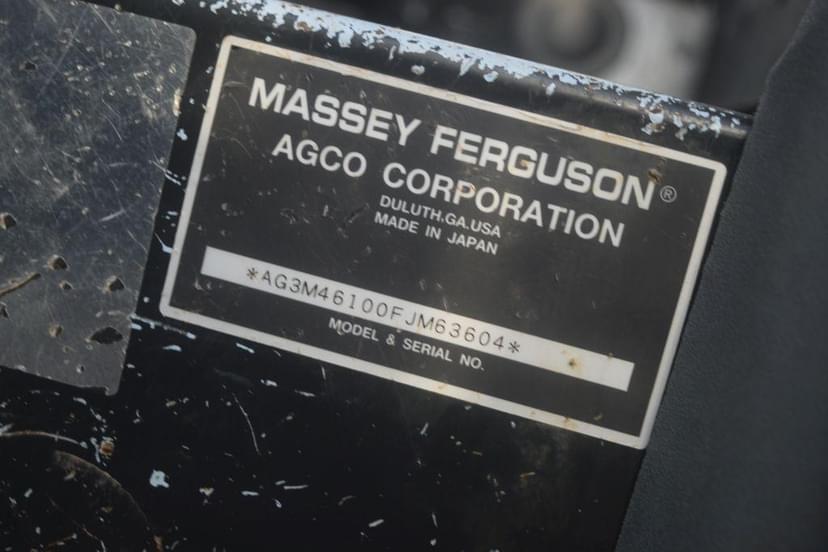 MASSEY FERGUSON®
AGCO CORPORATION
DULUTH.GA.USA
MADE IN JAPAN
*AG3M46100FJM63604*
MODEL & SERIAL NO.